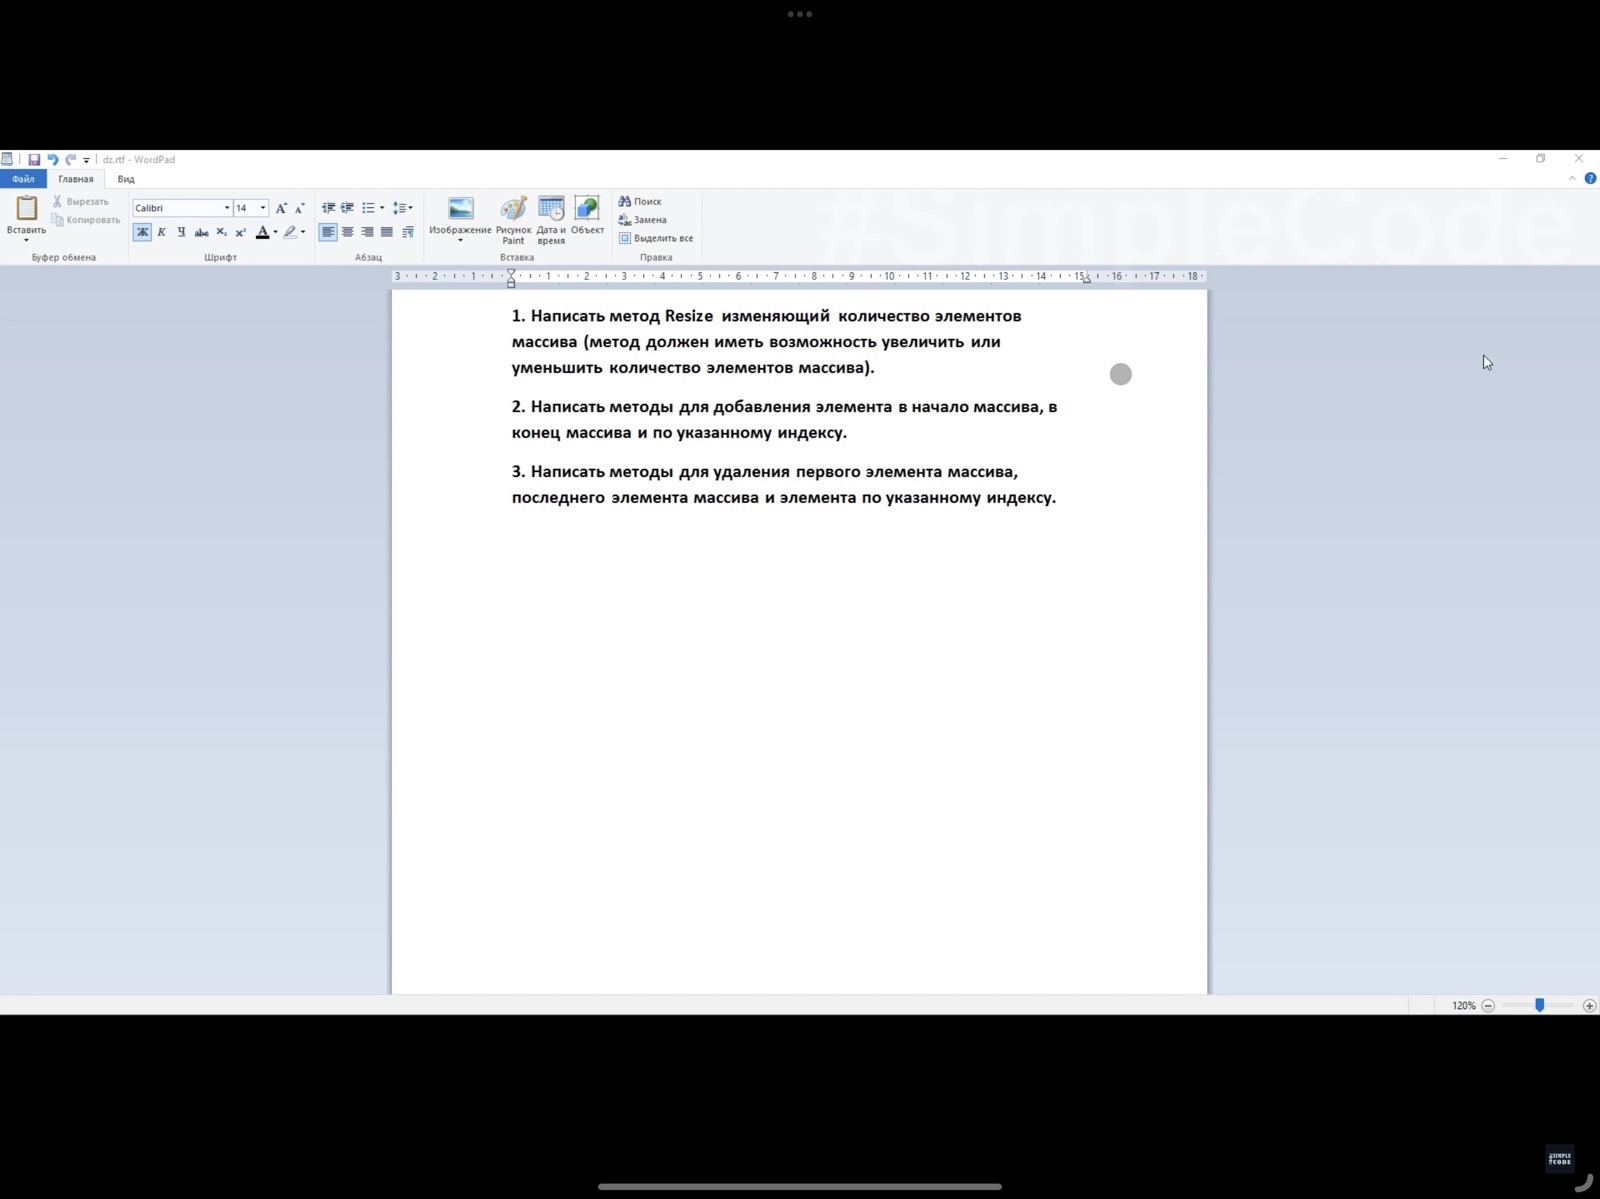 dz.rtf - WordPad
Файл Главная Вид
Вставить
Вырезать
Копировать
Буфер обмена
Calibri 14
Ж К Ч abc X₂ X²
A
Шрифт
Абзац
Изображение
Рисунок Paint
Дата и время
Объект
Вставка
Поиск
Замена
Выделить все
Правка
#SimpleCode
3 2 1 1 2 3 4 5 6 7 8 9 10 11 12 13 14 15 16 17 18
1. Написать метод Resize изменяющий количество элементов
массива (метод должен иметь возможность увеличить или
уменьшить количество элементов массива).
2. Написать методы для добавления элемента в начало массива, в
конец массива и по указанному индексу.
3. Написать методы для удаления первого элемента массива,
последнего элемента массива и элемента по указанному индексу.
120%
#SIMPLE
CODE